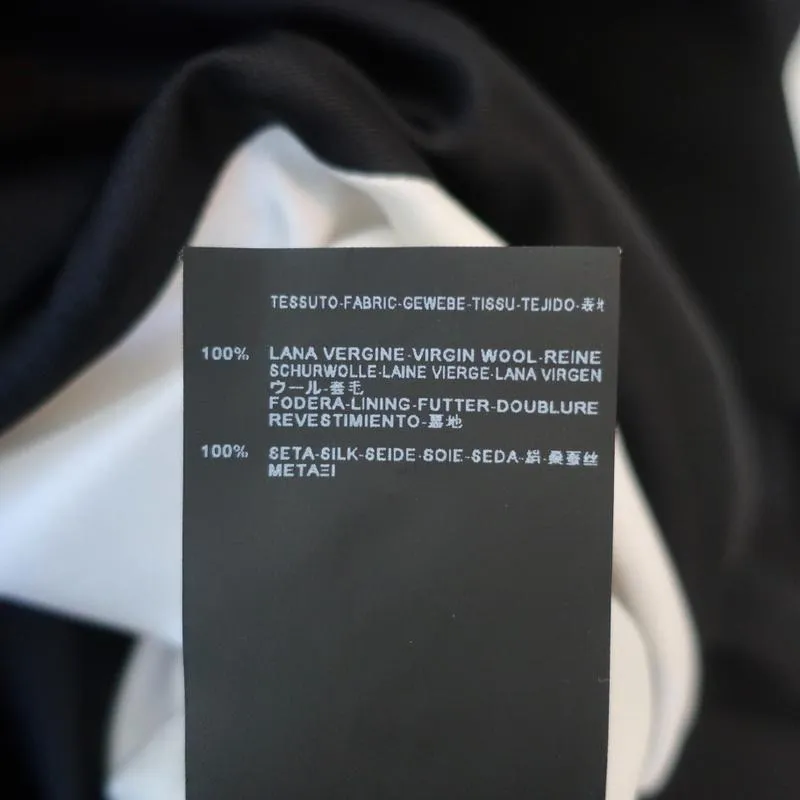 TESSUTO-FABRIC-GEWEBE-TISSU-TEJIDO-表地
100% LANA VERGINE-VIRGIN WOOL-REINE
SCHURWOLLE-LAINE VIERGE-LANA VIRGEN
ウール-套毛
FODERA-LINING-FUTTER-DOUBLURE
REVESTIMIENTO-裏地
100% SETA-SILK-SEIDE-SOIE-SEDA-絹-桑蚕丝
ΜΕΤΑΞΙ